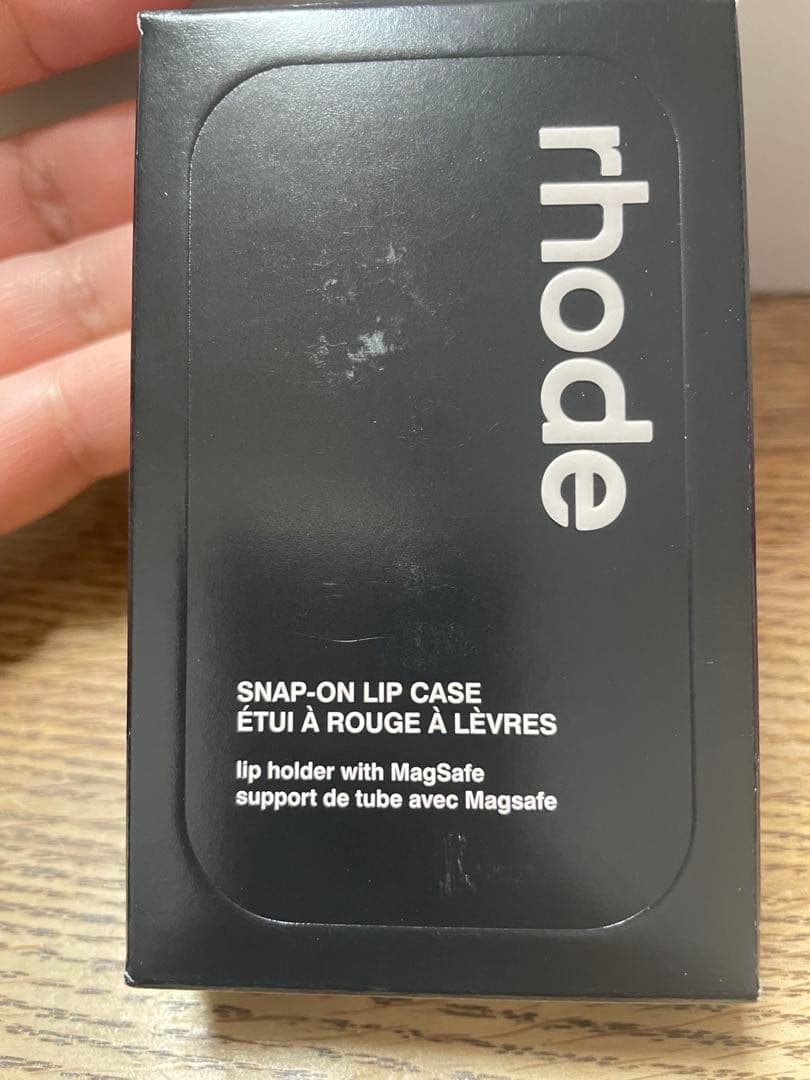 rhode
SNAP-ON LIP CASE
ÉTUI À ROUGE À LÈVRES
lip holder with MagSafe
support de tube avec Magsafe